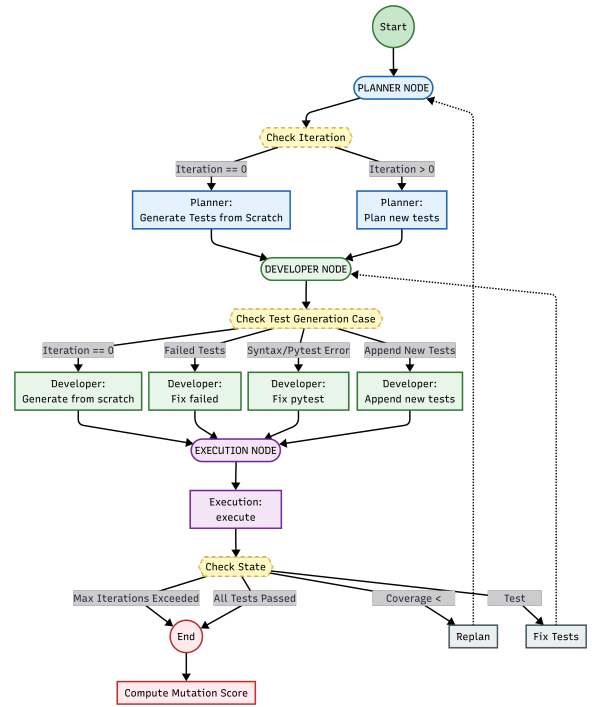 Start
PLANNER NODE
Check Iteration
Iteration == 0
Iteration > 0
Planner:
Generate Tests from Scratch
Planner:
Plan new tests
DEVELOPER NODE
Check Test Generation Case
Iteration == 0
Failed Tests
Syntax/Pytest Error
Append New Tests
Developer:
Generate from scratch
Developer:
Fix failed
Developer:
Fix pytest
Developer:
Append new tests
EXECUTION NODE
Execution:
execute
Check State
Max Iterations Exceeded
All Tests Passed
Coverage <
Test
End
Replan
Fix Tests
Compute Mutation Score